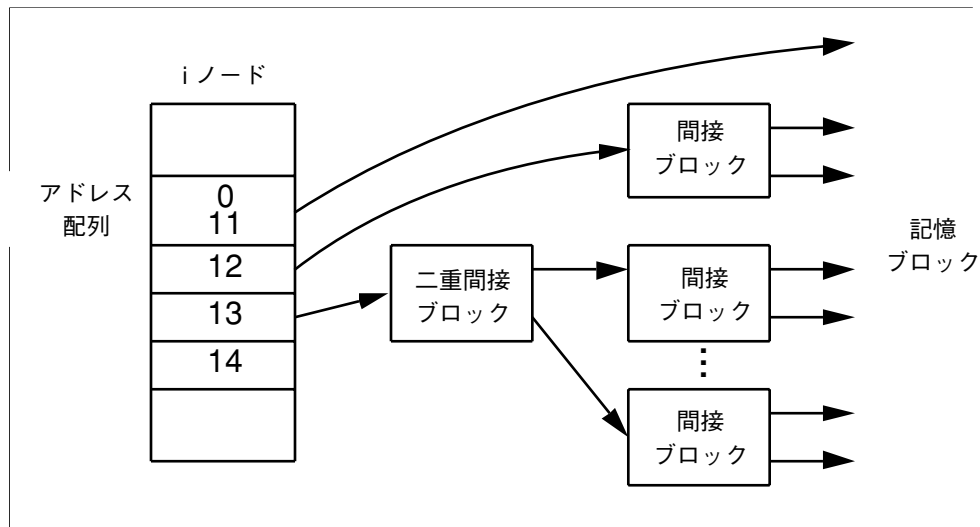 i ノード
アドレス
配列
0
11
12
13
14
二重間接
ブロック
間接
ブロック
間接
ブロック
⋮
間接
ブロック
記憶
ブロック